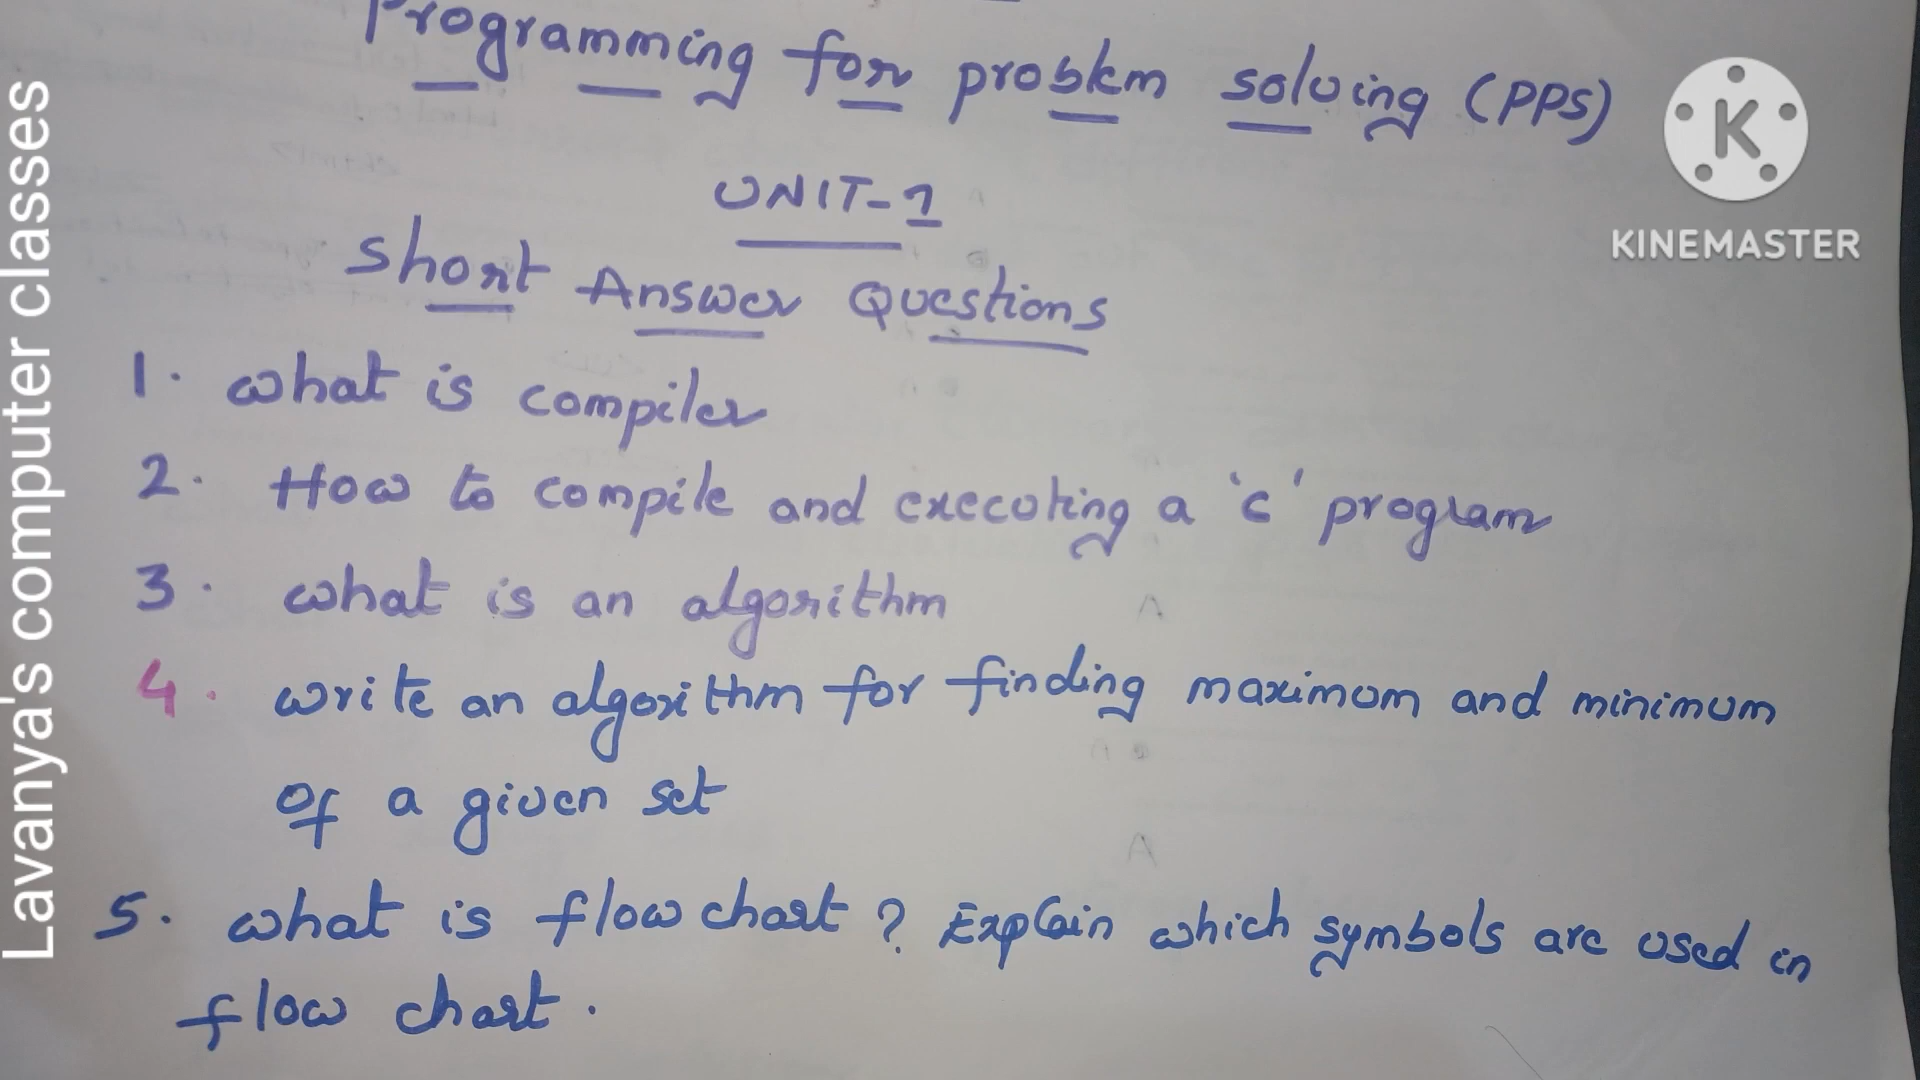 Programming for problem solving (PPS)
UNIT-1
Short Answer Questions
1. what is compiler
2. How to compile and executing a 'c' program
3. what is an algorithm
4. write an algorithm for finding maximum and minimum
of a given set
5. what is flow chart ? Explain which symbols are used in
flow chart.
Lavanya's computer classes
K
KINEMASTER